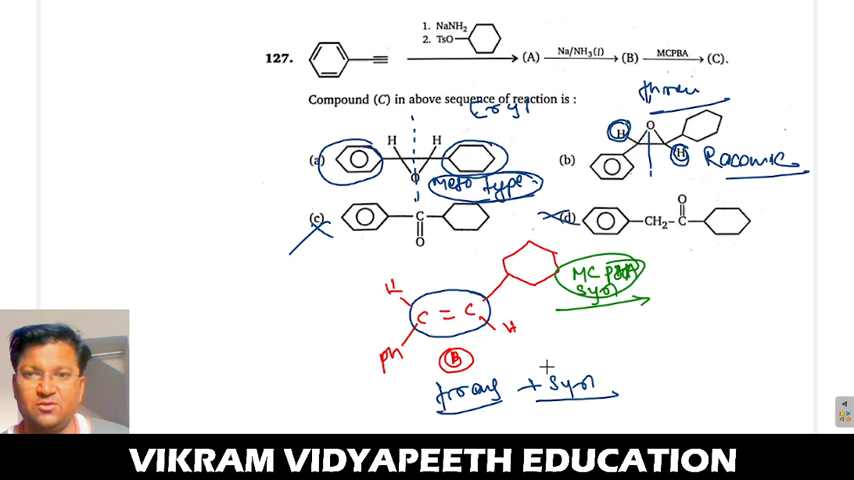 1. NaNH₂
2. TsO
127.
(A)
Na/NH₃(l)
(B)
MCPBA
(C).
Compound (C) in above sequence of reaction is :
(a)
H
H
O
Meso type
(b)
O
H
H
Racemic
(c)
C
O
(d)
CH₂
C
O
MCPBA
syn
H
C = C
H
Ph
B
trans + syn
VIKRAM VIDYAPEETH EDUCATION